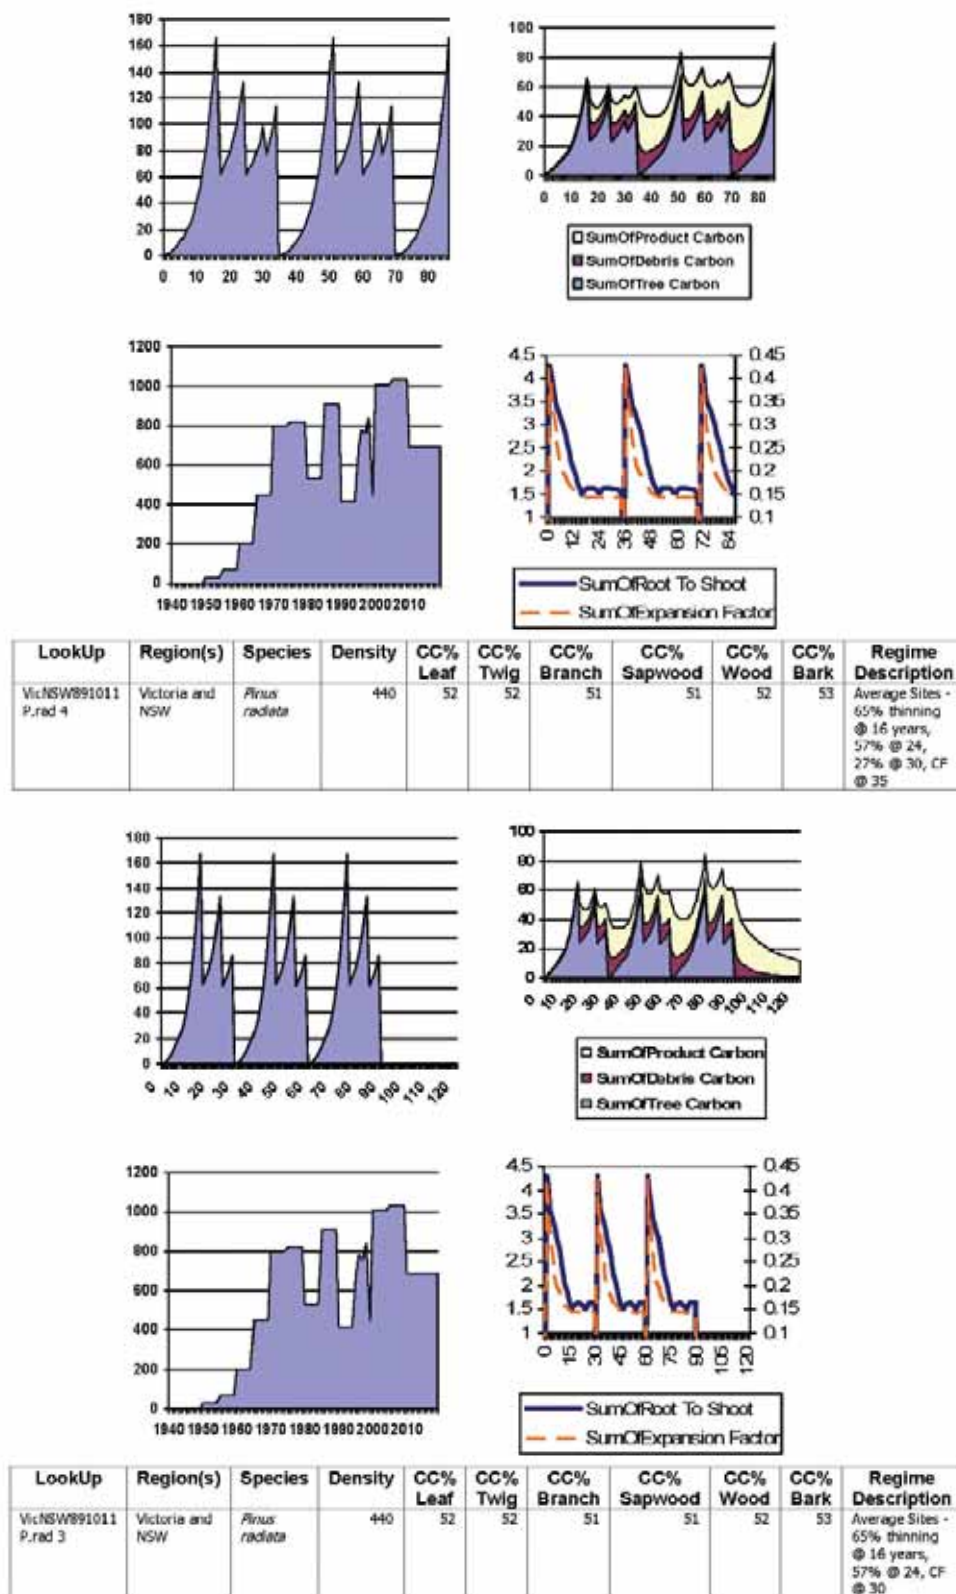 180
160
140
120
100
80
60
40
20
0
0 10 20 30 40 50 60 70 80
100
80
60
40
20
0
0 10 20 30 40 50 60 70 80
SumOfProduct Carbon
SumOfDebris Carbon
SumOfTree Carbon
1200
1000
800
600
400
200
0
1940 1950 1960 1970 1980 1990 2000 2010
4.5
4
3.5
3
2.5
2
1.5
1
0.45
0.4
0.35
0.3
0.25
0.2
0.15
0.1
0 12 24 36 48 60 72 84
SumOfRoot To Shoot
SumOfExpansion Factor
LookUp Region(s) Species Density CC% CC% CC% CC% CC% CC% Regime
Leaf Twig Branch Sapwood Wood Bark Description
VicNSW891011 Victoria and Pinus 440 52 52 51 51 52 53 Average Sites -
P.rad 4 NSW radiata 65% thinning
@ 16 years,
57% @ 24,
27% @ 30, CF
@ 35
180
160
140
120
100
80
60
40
20
0
0 10 20 30 40 50 60 70 80 90 100 110 120
100
80
60
40
20
0
0 10 20 30 40 50 60 70 80 90 100 110 120
SumOfProduct Carbon
SumOfDebris Carbon
SumOfTree Carbon
1200
1000
800
600
400
200
0
1940 1950 1960 1970 1980 1990 2000 2010
4.5
4
3.5
3
2.5
2
1.5
1
0.45
0.4
0.35
0.3
0.25
0.2
0.15
0.1
0 15 30 45 60 75 90 105 120
SumOfRoot To Shoot
SumOfExpansion Factor
LookUp Region(s) Species Density CC% CC% CC% CC% CC% CC% Regime
Leaf Twig Branch Sapwood Wood Bark Description
VicNSW891011 Victoria and Pinus 440 52 52 51 51 52 53 Average Sites -
P.rad 3 NSW radiata 65% thinning
@ 16 years,
57% @ 24, CF
@ 30